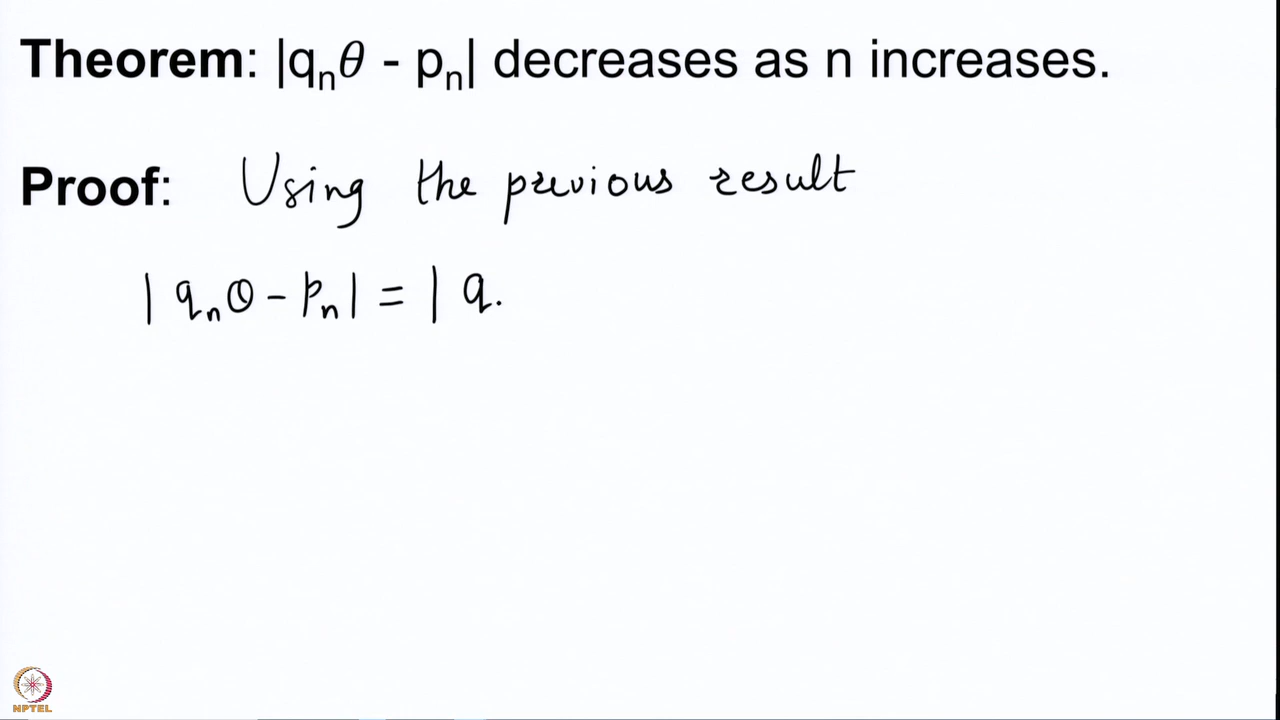 Theorem: |qₙθ - pₙ| decreases as n increases.
Proof: Using the previous result
| qₙθ - pₙ | = | q.
NPTEL